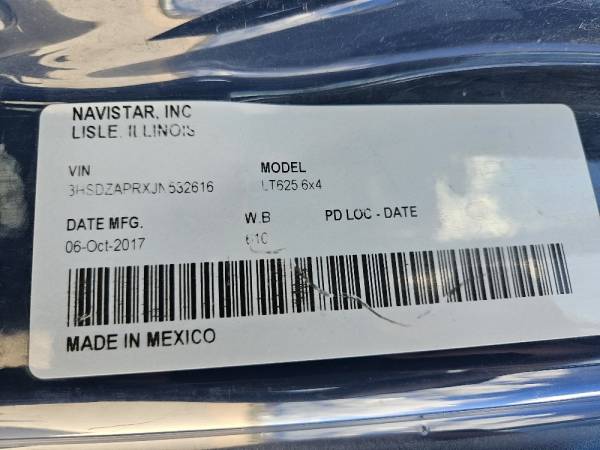 NAVISTAR, INC
LISLE, ILLINOIS
VIN MODEL
3HSDZAPRXJN532616 LT625 6x4
DATE MFG. W.B PD LOC - DATE
06-Oct-2017
MADE IN MEXICO